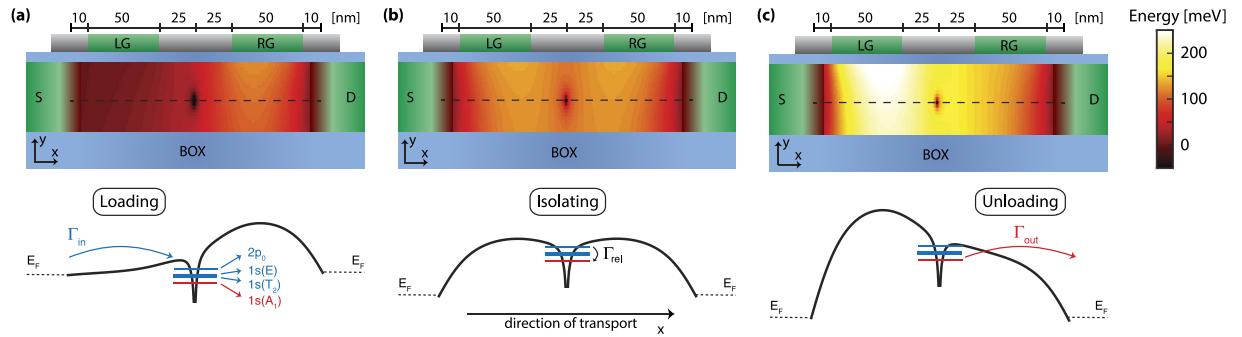 (a)
10 50 25 25 50 10 [nm]
LG RG
S D
y
x
BOX
Loading
Γin
EF EF
2p0
1s(E)
1s(T2)
1s(A1)
(b)
10 50 25 25 50 10 [nm]
LG RG
S D
y
x
BOX
Isolating
Γrel
EF EF
direction of transport x
(c)
10 50 25 25 50 10 [nm]
LG RG
S D
y
x
BOX
Unloading
Γout
EF EF
Energy [meV]
200
100
0